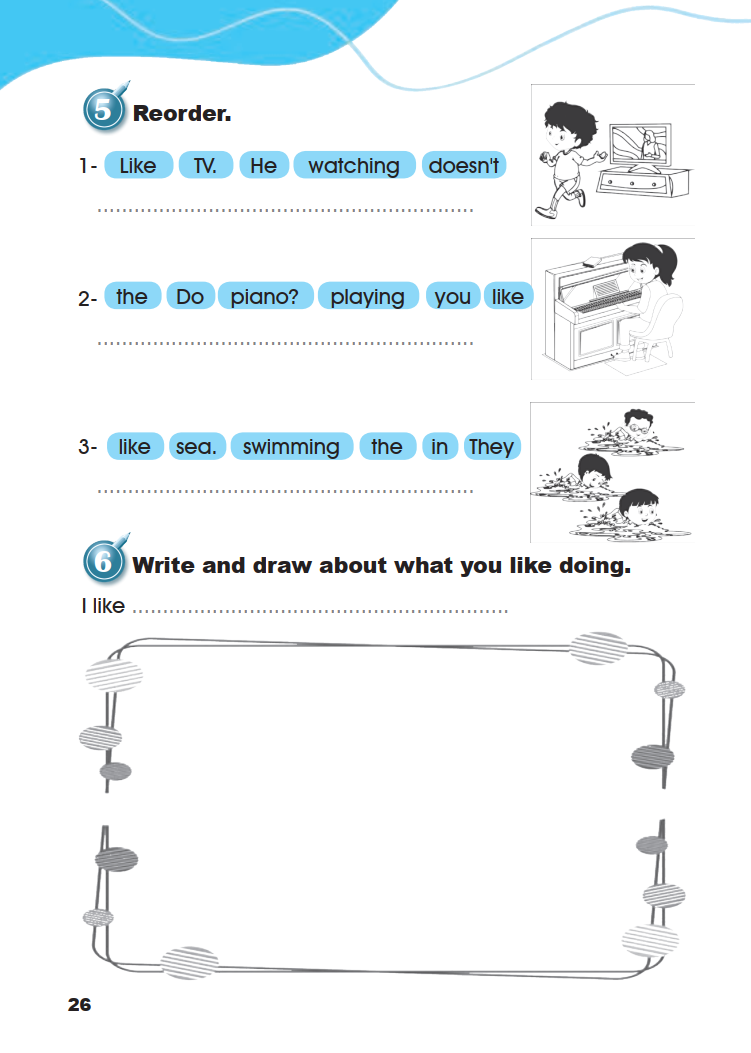 5 Reorder.
1- Like TV. He watching doesn't
............................................................
2- the Do piano? playing you like
............................................................
3- like sea. swimming the in They
............................................................
6 Write and draw about what you like doing.
I like ............................................................
26